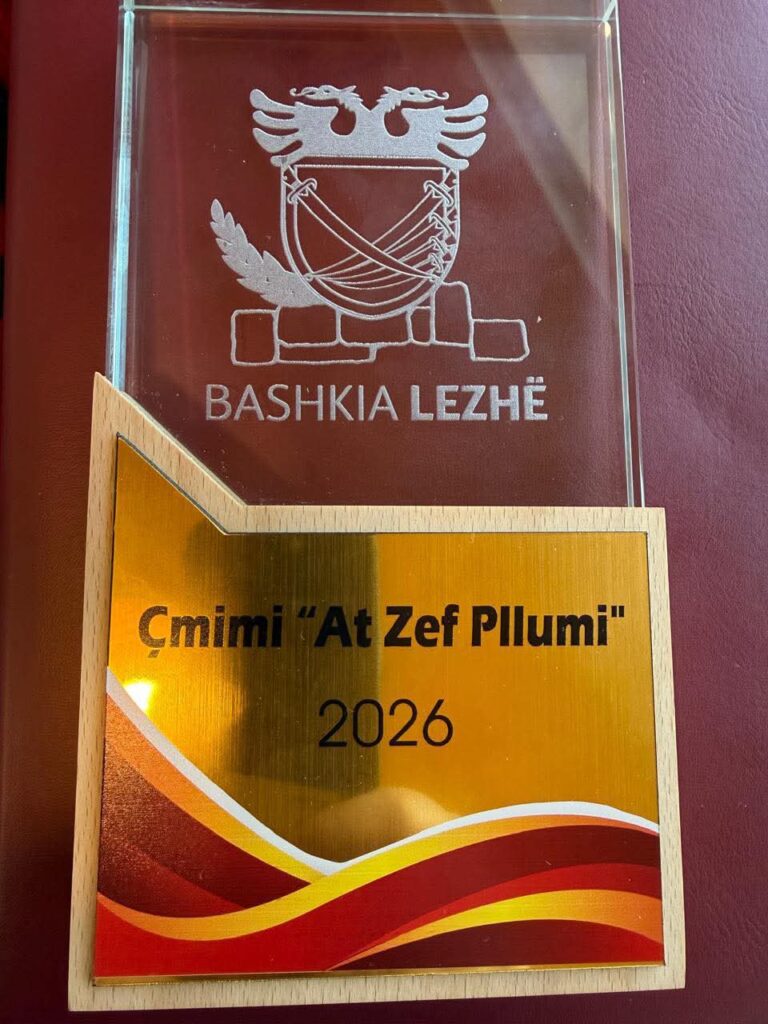 BASHKIA LEZHË
Çmimi “At Zef Pllumi"
2026